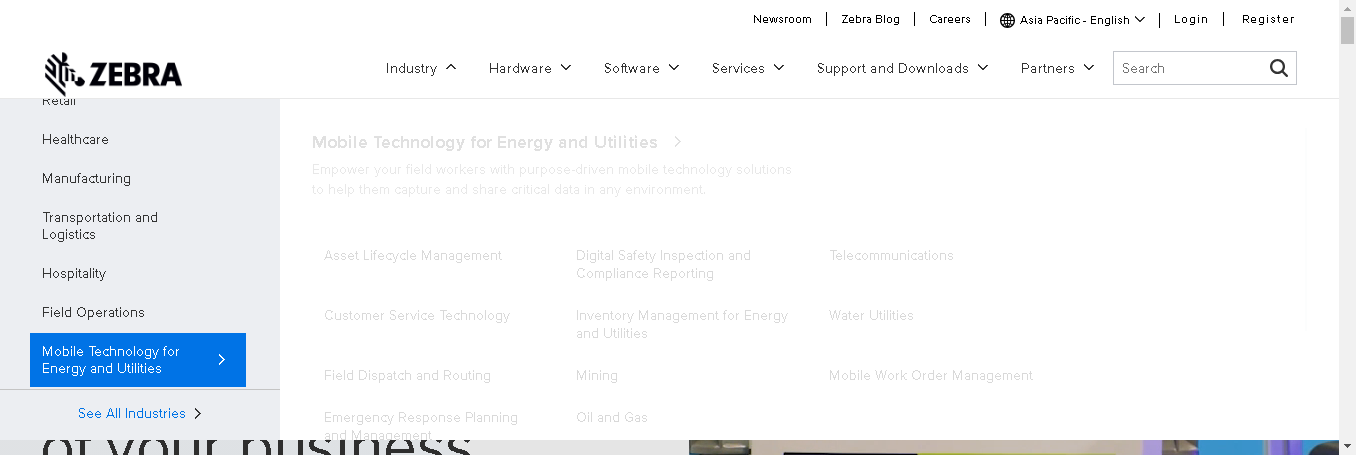 Newsroom
Zebra Blog
Careers
Asia Pacific - English
Login
Register
ZEBRA
Industry
Hardware
Software
Services
Support and Downloads
Partners
Search
Retail
Healthcare
Manufacturing
Transportation and
Logistics
Hospitality
Field Operations
Mobile Technology for
Energy and Utilities
See All Industries
Mobile Technology for Energy and Utilities
Empower your field workers with purpose-driven mobile technology solutions
to help them capture and share critical data in any environment.
Asset Lifecycle Management
Digital Safety Inspection and
Compliance Reporting
Telecommunications
Customer Service Technology
Inventory Management for Energy
and Utilities
Water Utilities
Field Dispatch and Routing
Mining
Mobile Work Order Management
Emergency Response Planning
and Management
Oil and Gas
of your business